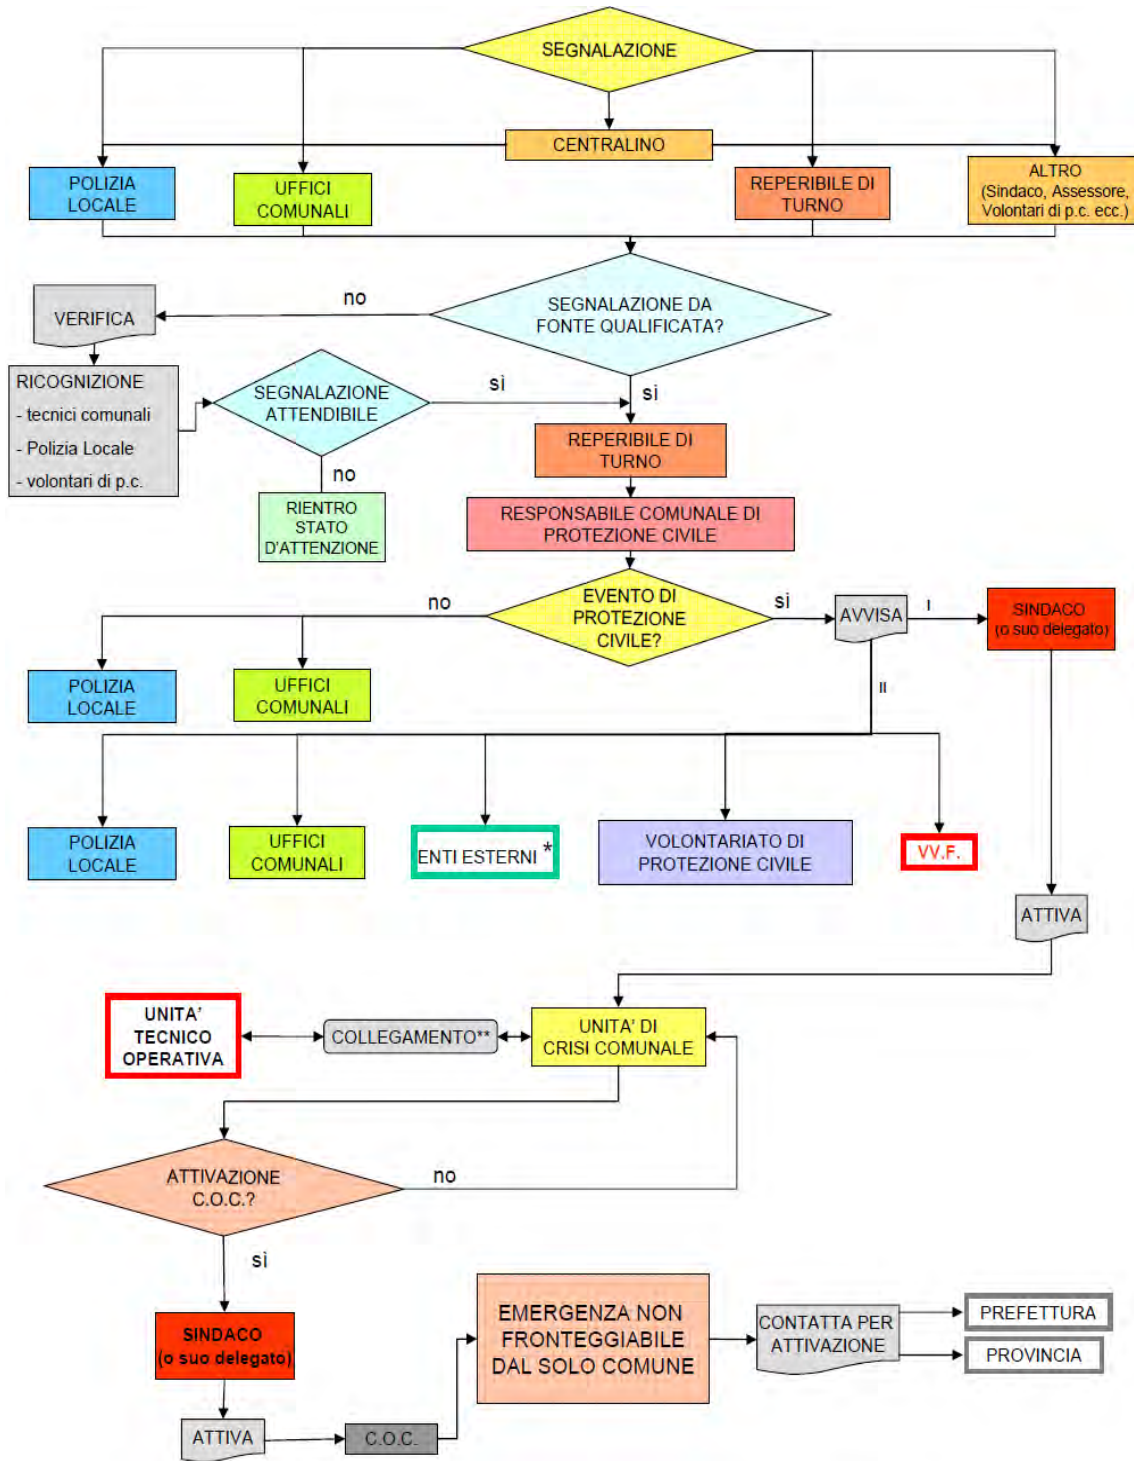 SEGNALAZIONE
CENTRALINO
POLIZIA
LOCALE
UFFICI
COMUNALI
REPERIBILE DI
TURNO
ALTRO
(Sindaco, Assessore,
Volontari di p.c. ecc.)
no
SEGNALAZIONE DA
FONTE QUALIFICATA?
VERIFICA
RICOGNIZIONE
- tecnici comunali
- Polizia Locale
- volontari di p.c.
SEGNALAZIONE
ATTENDIBILE
sì
sì
no
REPERIBILE DI
TURNO
RIENTRO
STATO
D'ATTENZIONE
RESPONSABILE COMUNALE DI
PROTEZIONE CIVILE
no
EVENTO DI
PROTEZIONE
CIVILE?
sì
AVVISA
I
SINDACO
(o suo delegato)
II
POLIZIA
LOCALE
UFFICI
COMUNALI
POLIZIA
LOCALE
UFFICI
COMUNALI
ENTI ESTERNI *
VOLONTARIATO DI
PROTEZIONE CIVILE
VV.F.
ATTIVA
UNITA'
TECNICO
OPERATIVA
COLLEGAMENTO**
UNITA' DI
CRISI COMUNALE
ATTIVAZIONE
C.O.C.?
no
sì
SINDACO
(o suo delegato)
EMERGENZA NON
FRONTEGGIABILE
DAL SOLO COMUNE
CONTATTA PER
ATTIVAZIONE
PREFETTURA
PROVINCIA
ATTIVA
C.O.C.